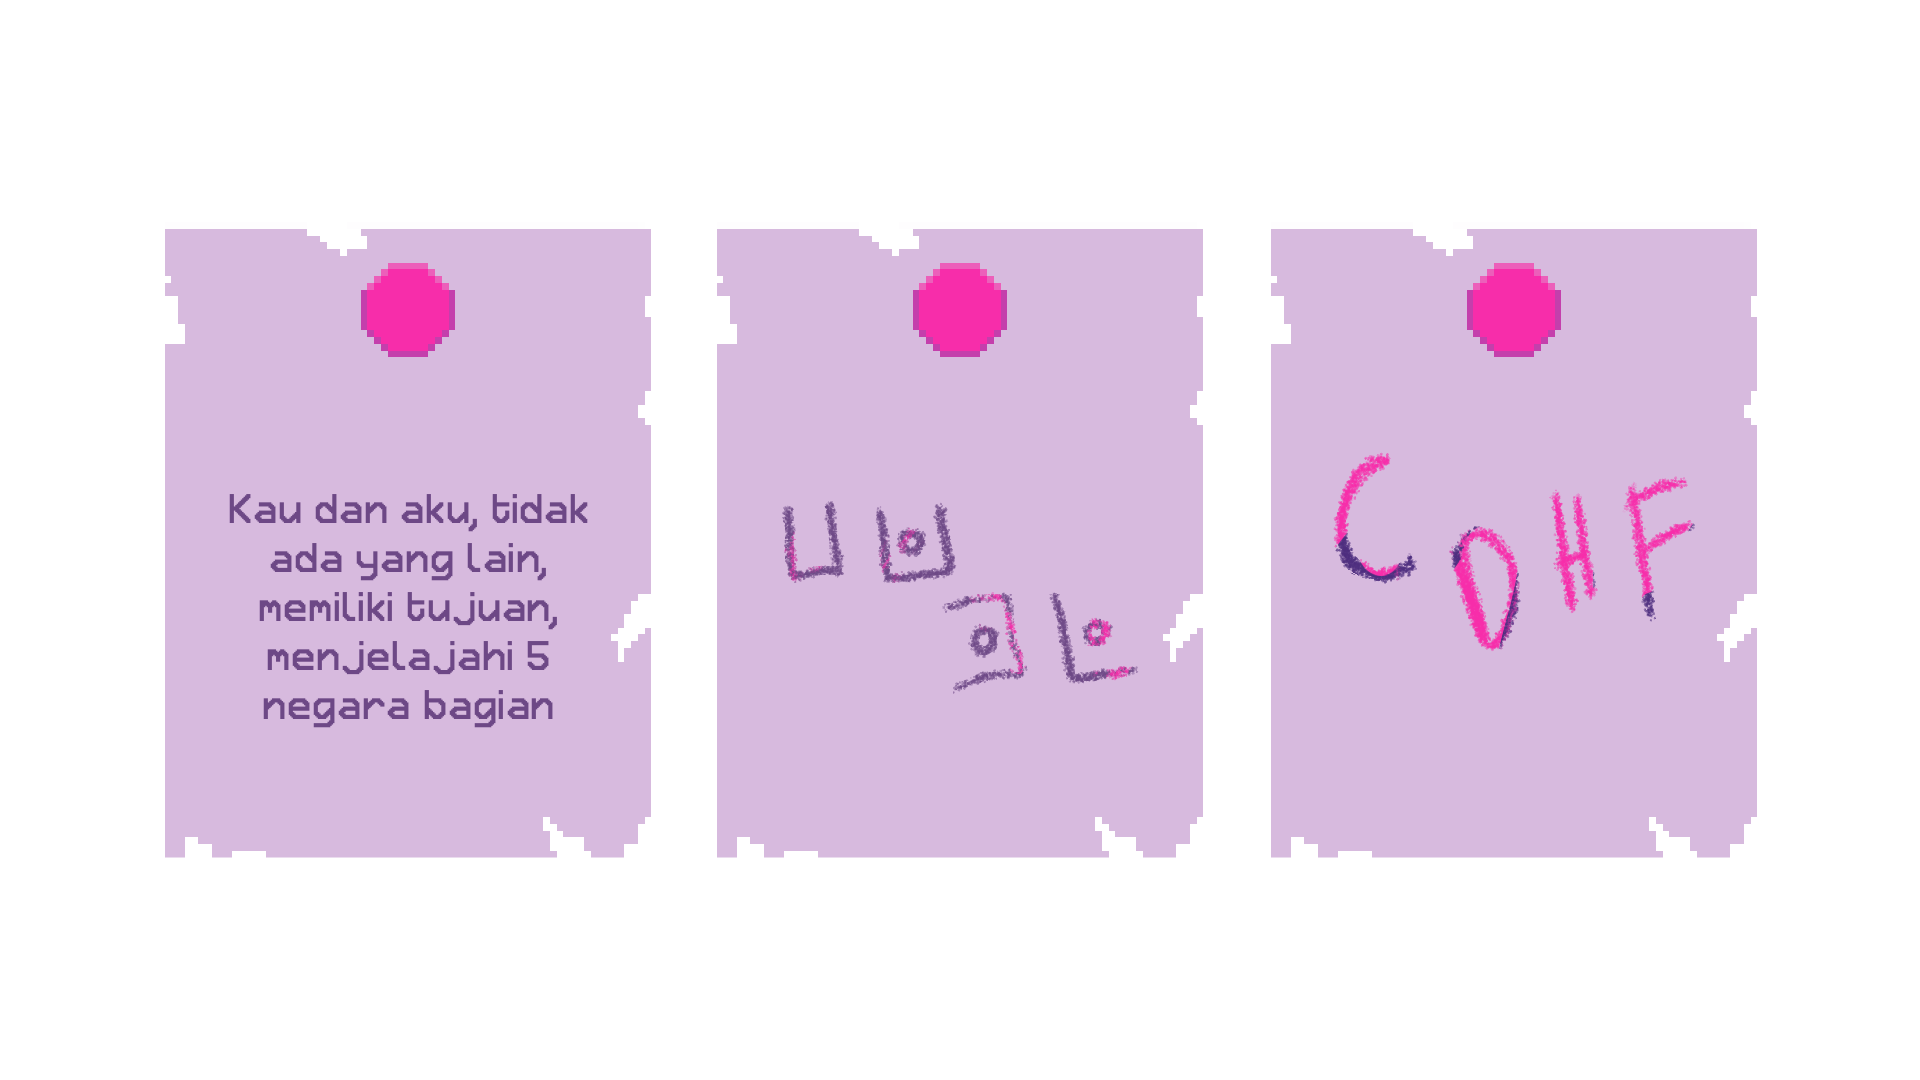 Kau dan aku, tidak
ada yang lain,
memiliki tujuan,
menjelajahi 5
negara bagian
CDHF